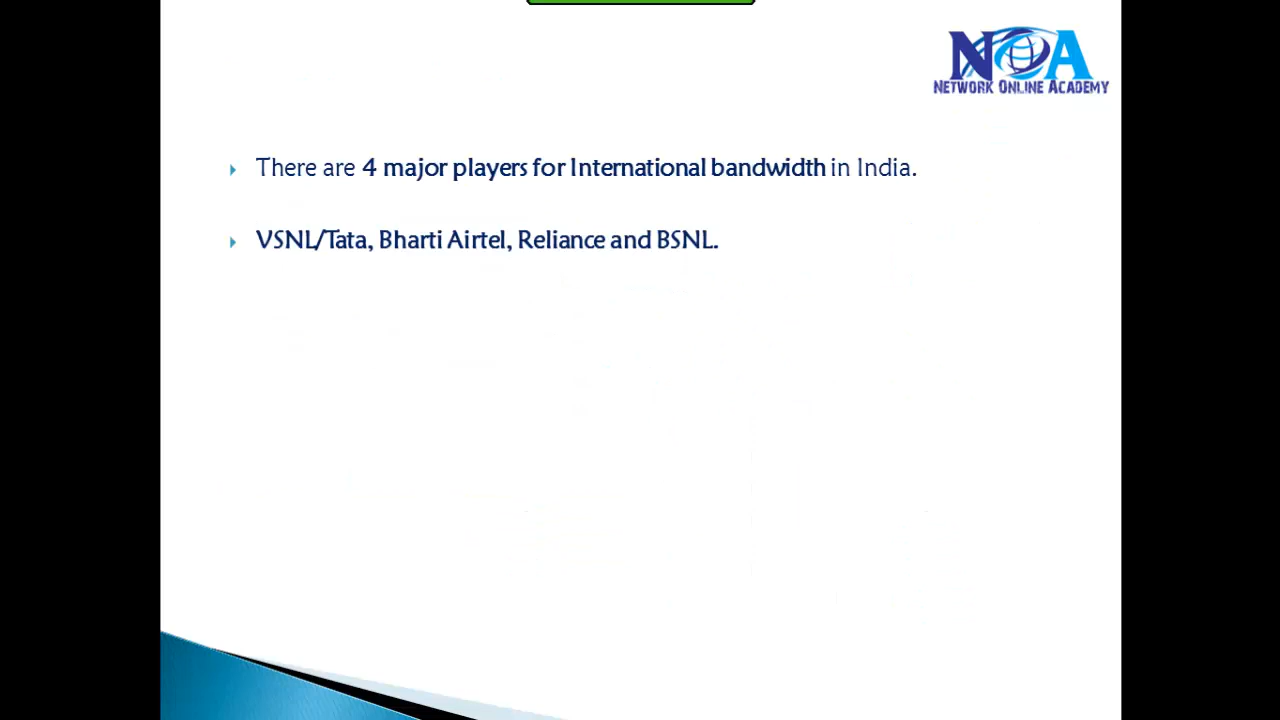 NOA
NETWORK ONLINE ACADEMY
There are 4 major players for International bandwidth in India.
VSNL/Tata, Bharti Airtel, Reliance and BSNL.